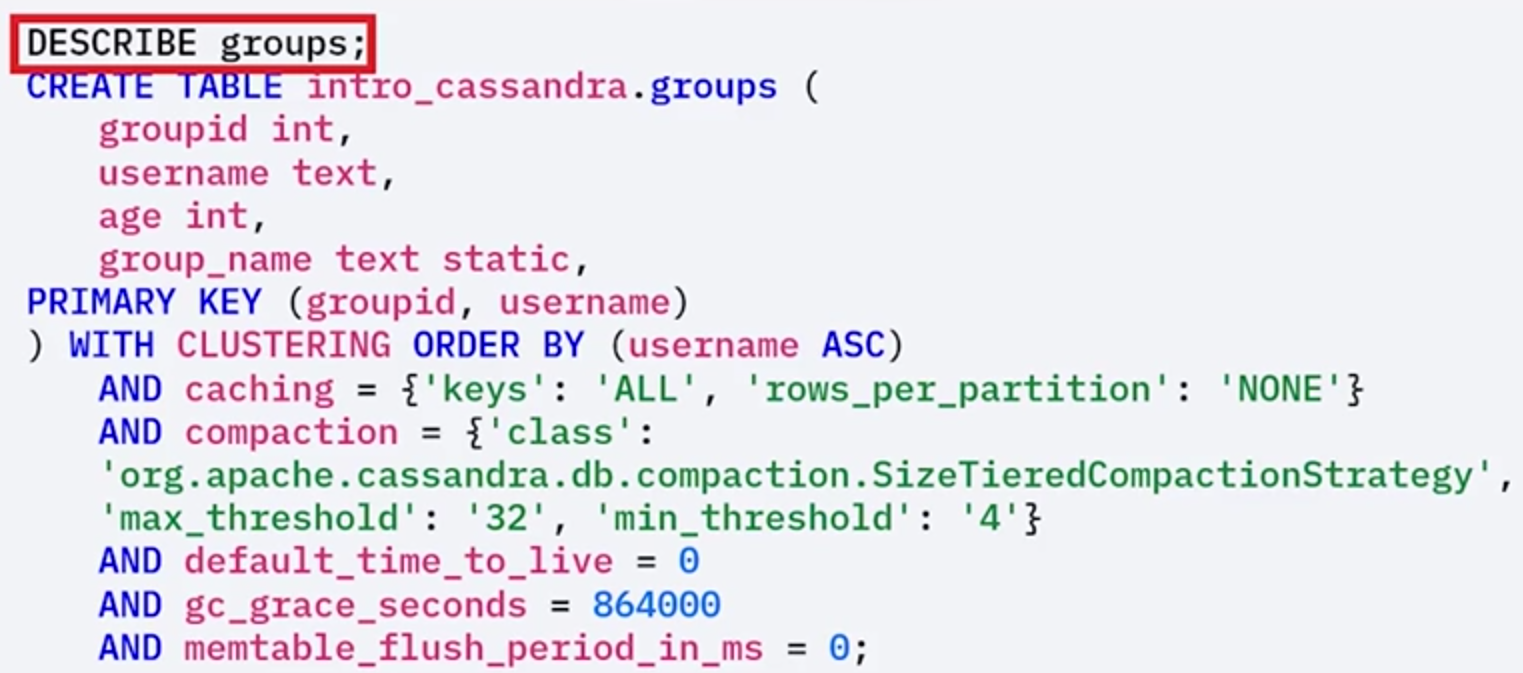 DESCRIBE groups;
CREATE TABLE intro_cassandra.groups (
groupid int,
username text,
age int,
group_name text static,
PRIMARY KEY (groupid, username)
) WITH CLUSTERING ORDER BY (username ASC)
AND caching = {'keys': 'ALL', 'rows_per_partition': 'NONE'}
AND compaction = {'class':
'org.apache.cassandra.db.compaction.SizeTieredCompactionStrategy',
'max_threshold': '32', 'min_threshold': '4'}
AND default_time_to_live = 0
AND gc_grace_seconds = 864000
AND memtable_flush_period_in_ms = 0;